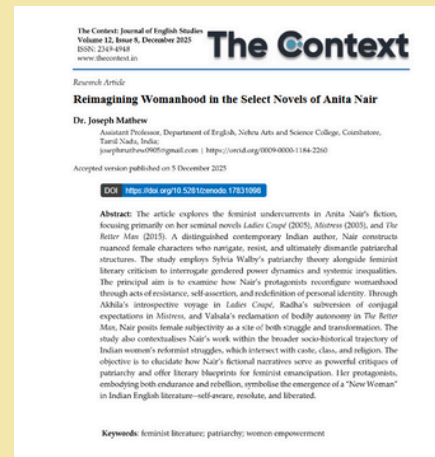 The Context: Journal of English Studies
Volume 12, Issue 8, December 2025
ISSN: 2349-4948
www.thecontext.in
The Context
Research Article
Reimagining Womanhood in the Select Novels of Anita Nair
Dr. Joseph Mathew
Assistant Professor, Department of English, Nehru Arts and Science College, Coimbatore,
Tamil Nadu, India;
josephmathew0905@gmail.com | https://orcid.org/0009-0000-1184-2260
Accepted version published on 5 December 2025
DOI https://doi.org/10.5281/zenodo.17831098
Abstract: The article explores the feminist undercurrents in Anita Nair's fiction,
focusing primarily on her seminal novels Ladies Coupé (2005), Mistress (2005), and The
Better Man (2015). A distinguished contemporary Indian author, Nair constructs
nuanced female characters who navigate, resist, and ultimately dismantle patriarchal
structures. The study employs Sylvia Walby's patriarchy theory alongside feminist
literary criticism to interrogate gendered power dynamics and systemic inequalities.
The principal aim is to examine how Nair's protagonists reconfigure womanhood
through acts of resistance, self-assertion, and redefinition of personal identity. Through
Akhila's introspective voyage in Ladies Coupé, Radha's subversion of conjugal
expectations in Mistress, and Valsala's reclamation of bodily autonomy in The Better
Man, Nair posits female subjectivity as a site of both struggle and transformation. The
study also contextualises Nair's work within the broader socio-historical trajectory of
Indian women's reformist struggles, which intersect with caste, class, and religion. The
objective is to elucidate how Nair's fictional narratives serve as powerful critiques of
patriarchy and offer literary blueprints for feminist emancipation. Her protagonists,
embodying both endurance and rebellion, symbolise the emergence of a "New Woman"
in Indian English literature--self-aware, resolute, and liberated.
Keywords: feminist literature; patriarchy; women empowerment